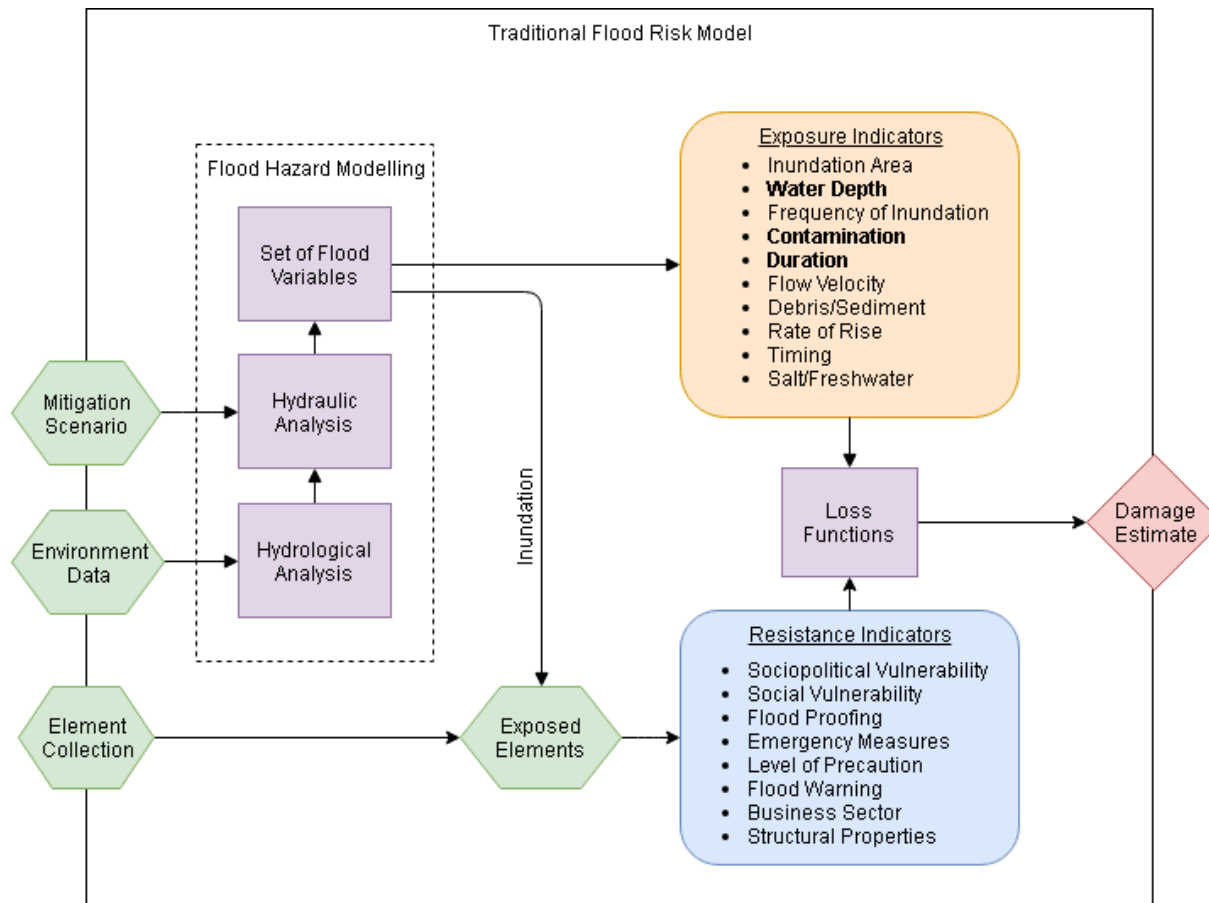 Traditional Flood Risk Model
Flood Hazard Modelling
Set of Flood
Variables
Hydraulic
Analysis
Hydrological
Analysis
Mitigation
Scenario
Environment
Data
Element
Collection
Inundation
Exposed
Elements
Exposure Indicators
• Inundation Area
• Water Depth
• Frequency of Inundation
• Contamination
• Duration
• Flow Velocity
• Debris/Sediment
• Rate of Rise
• Timing
• Salt/Freshwater
Loss
Functions
Damage
Estimate
Resistance Indicators
• Sociopolitical Vulnerability
• Social Vulnerability
• Flood Proofing
• Emergency Measures
• Level of Precaution
• Flood Warning
• Business Sector
• Structural Properties